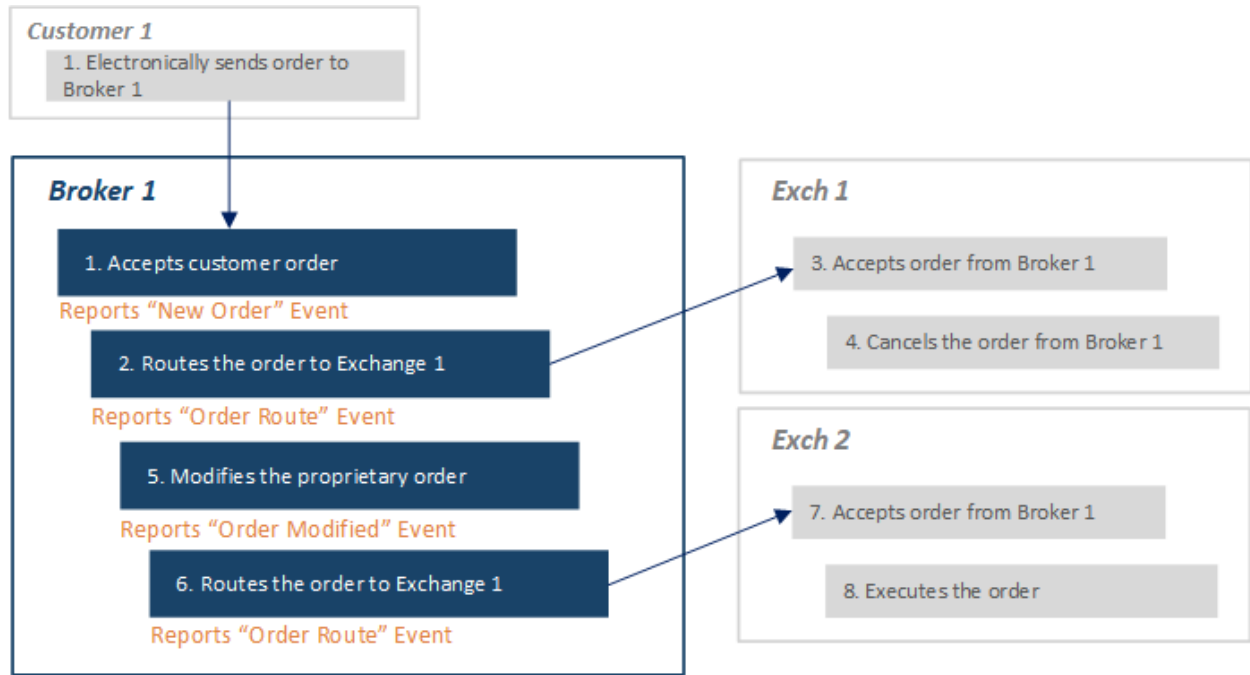 Customer 1
1. Electronically sends order to
Broker 1
Broker 1
1. Accepts customer order
Reports “New Order” Event
2. Routes the order to Exchange 1
Reports “Order Route” Event
5. Modifies the proprietary order
Reports “Order Modified” Event
6. Routes the order to Exchange 1
Reports “Order Route” Event
Exch 1
3. Accepts order from Broker 1
4. Cancels the order from Broker 1
Exch 2
7. Accepts order from Broker 1
8. Executes the order